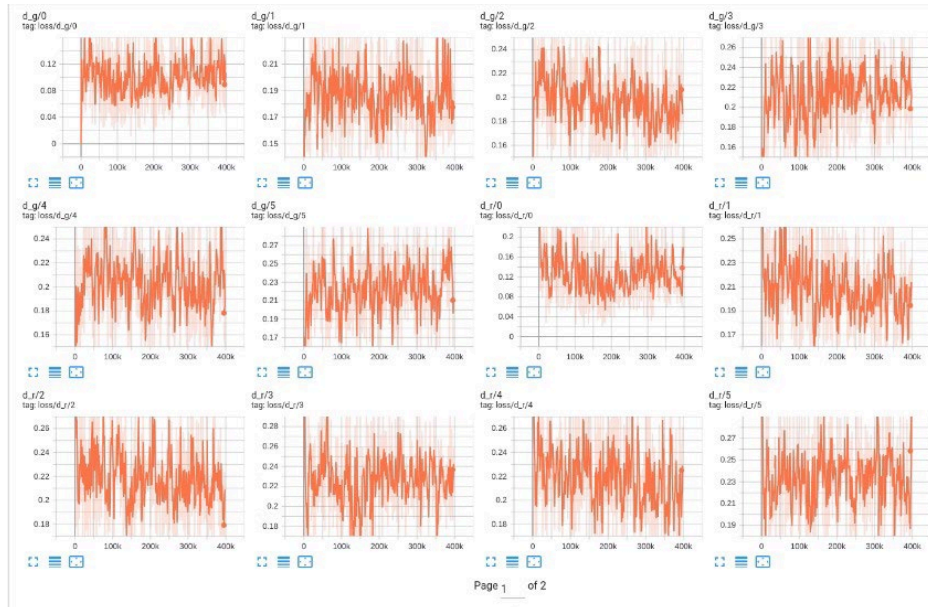 d_g/0
tag: loss/d_g/0
0.12
0.08
0.04
0
0 100k 200k 300k 400k
d_g/1
tag: loss/d_g/1
0.21
0.19
0.17
0.15
0 100k 200k 300k 400k
d_g/2
tag: loss/d_g/2
0.24
0.22
0.2
0.18
0.16
0 100k 200k 300k 400k
d_g/3
tag: loss/d_g/3
0.26
0.24
0.22
0.2
0.18
0.16
0 100k 200k 300k 400k
d_g/4
tag: loss/d_g/4
0.24
0.22
0.2
0.18
0.16
0 100k 200k 300k 400k
d_g/5
tag: loss/d_g/5
0.27
0.25
0.23
0.21
0.19
0.17
0 100k 200k 300k 400k
d_r/0
tag: loss/d_r/0
0.2
0.16
0.12
0.08
0.04
0
0 100k 200k 300k 400k
d_r/1
tag: loss/d_r/1
0.25
0.23
0.21
0.19
0.17
0 100k 200k 300k 400k
d_r/2
tag: loss/d_r/2
0.26
0.24
0.22
0.2
0.18
0 100k 200k 300k 400k
d_r/3
tag: loss/d_r/3
0.28
0.26
0.24
0.22
0.2
0.18
0 100k 200k 300k 400k
d_r/4
tag: loss/d_r/4
0.26
0.24
0.22
0.2
0.18
0 100k 200k 300k 400k
d_r/5
tag: loss/d_r/5
0.27
0.25
0.23
0.21
0.19
0 100k 200k 300k 400k
Page 1 of 2